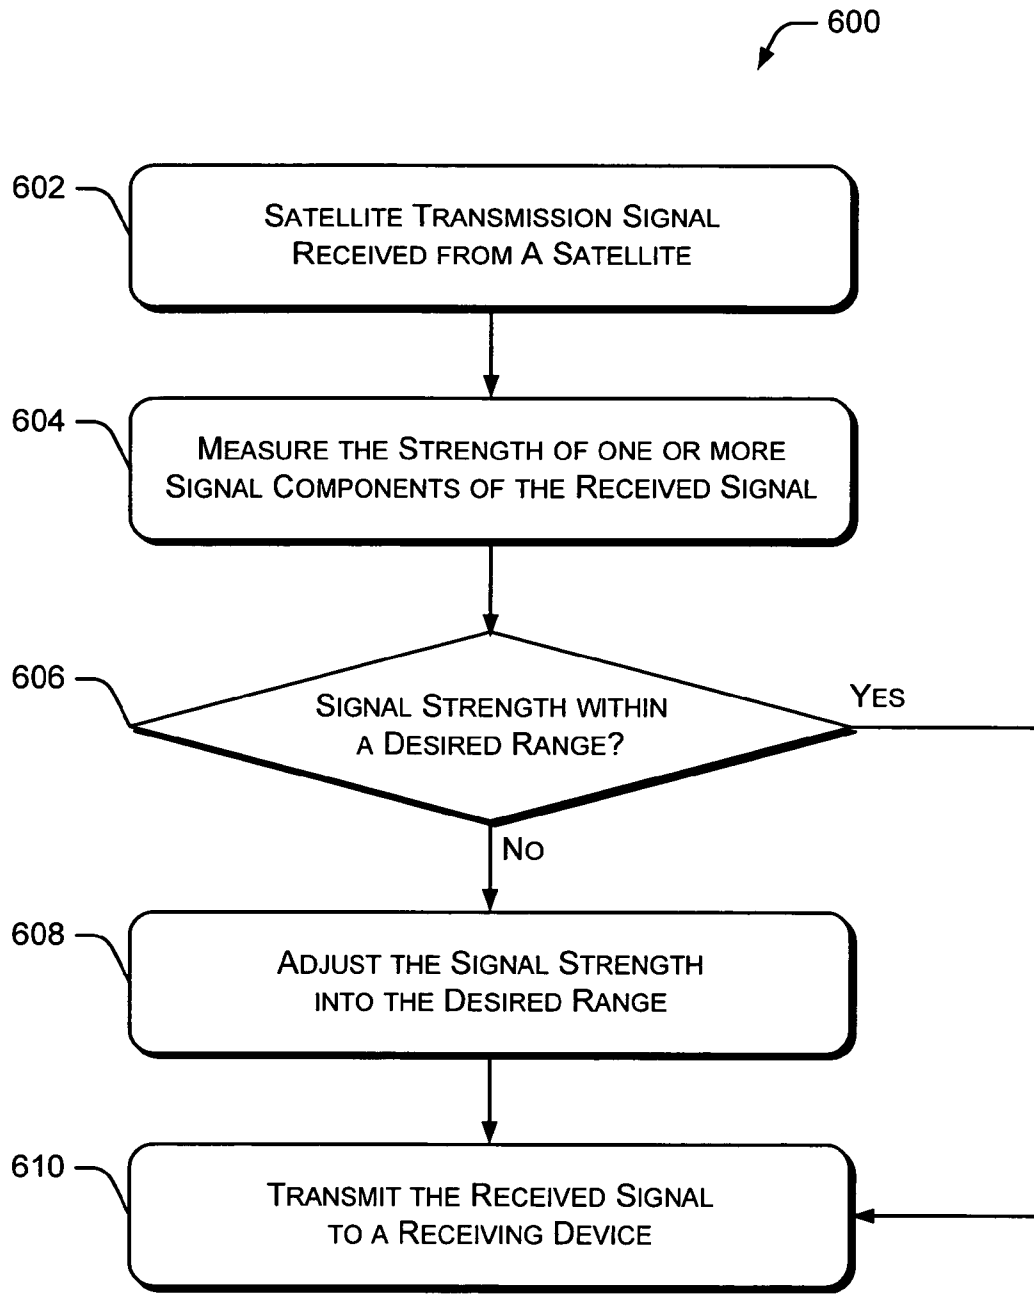 600
602
SATELLITE TRANSMISSION SIGNAL
RECEIVED FROM A SATELLITE
604
MEASURE THE STRENGTH OF ONE OR MORE
SIGNAL COMPONENTS OF THE RECEIVED SIGNAL
606
SIGNAL STRENGTH WITHIN
A DESIRED RANGE?
YES
NO
608
ADJUST THE SIGNAL STRENGTH
INTO THE DESIRED RANGE
610
TRANSMIT THE RECEIVED SIGNAL
TO A RECEIVING DEVICE